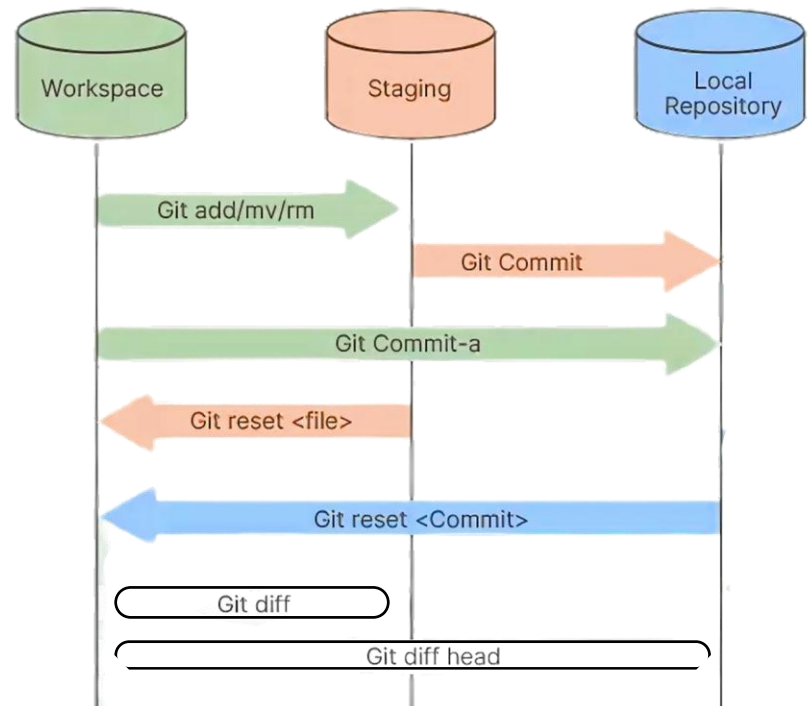 Workspace
Staging
Local
Repository
Git add/mv/rm
Git Commit
Git Commit-a
Git reset <file>
Git reset <Commit>
Git diff
Git diff head